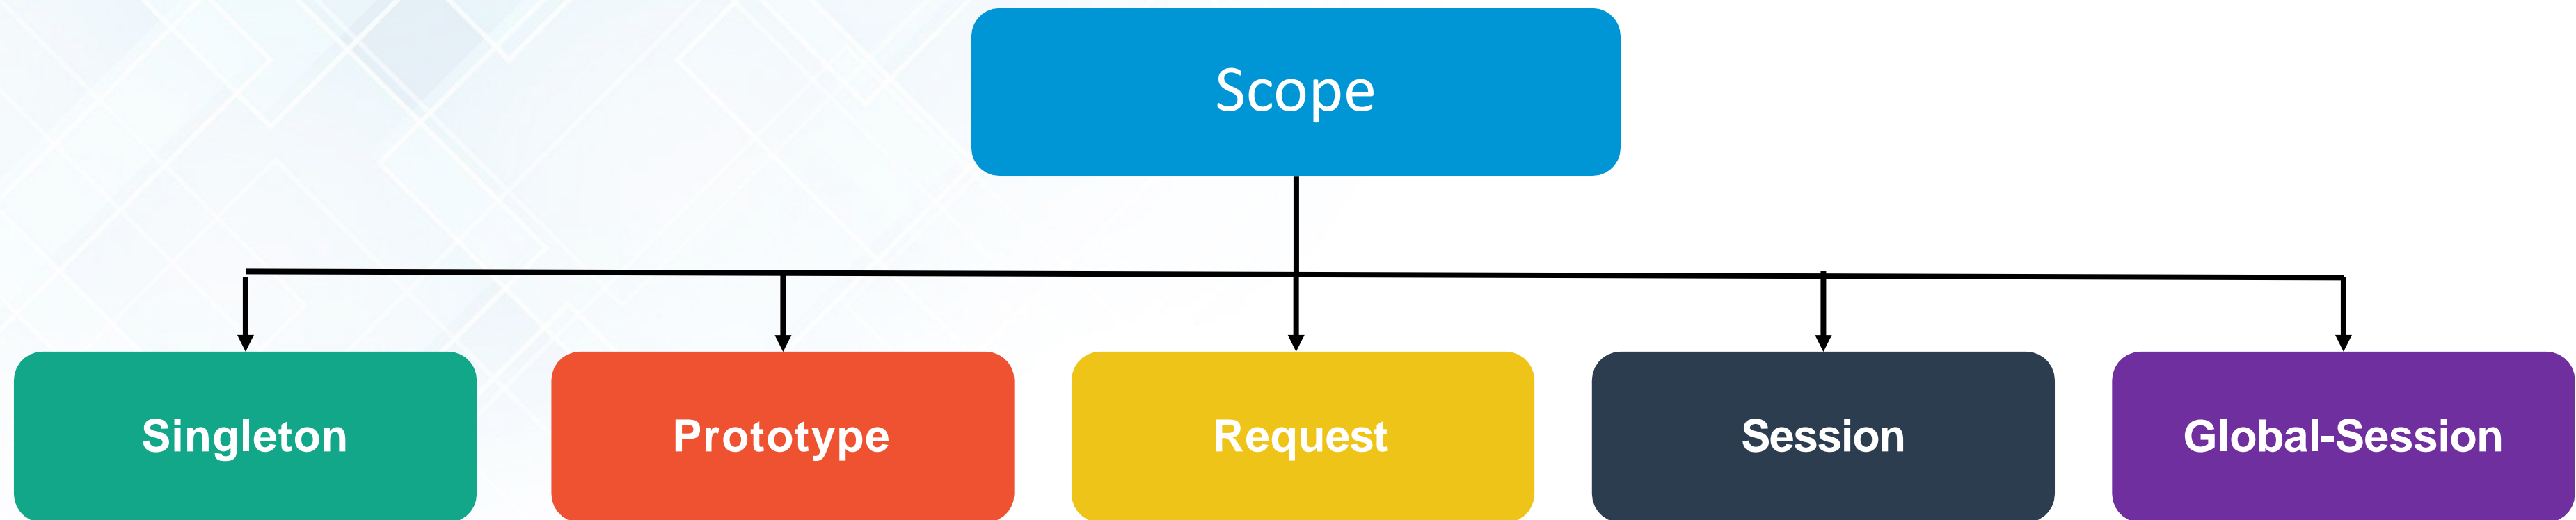 Scope
Singleton
Prototype
Request
Session
Global-Session